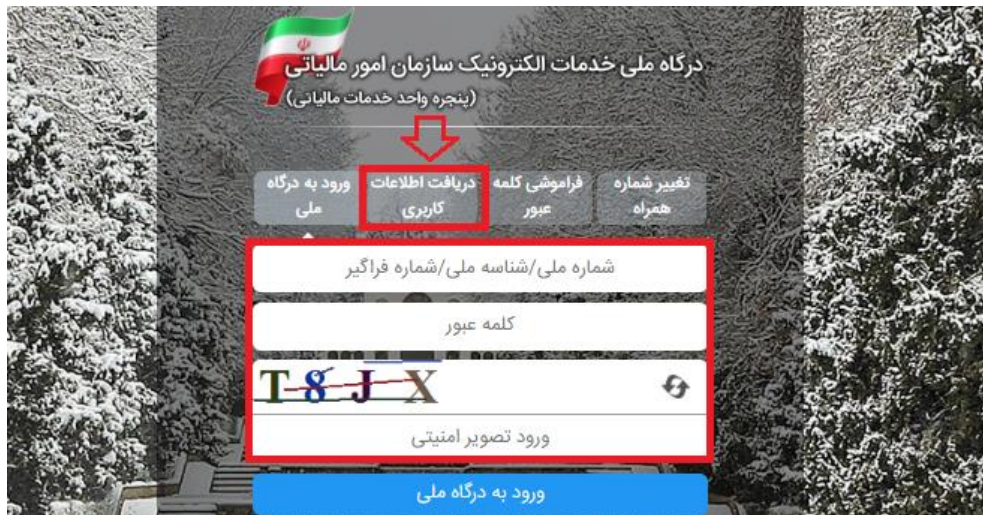 درگاه ملی خدمات الکترونیک سازمان امور مالیاتی
(پنجره واحد خدمات مالیاتی)
تغییر شماره همراه
فراموشی کلمه عبور
دریافت اطلاعات کاربری
ورود به درگاه ملی
شماره ملی/شناسه ملی/شماره فراگیر
کلمه عبور
T 8 J X
ورود تصویر امنیتی
ورود به درگاه ملی